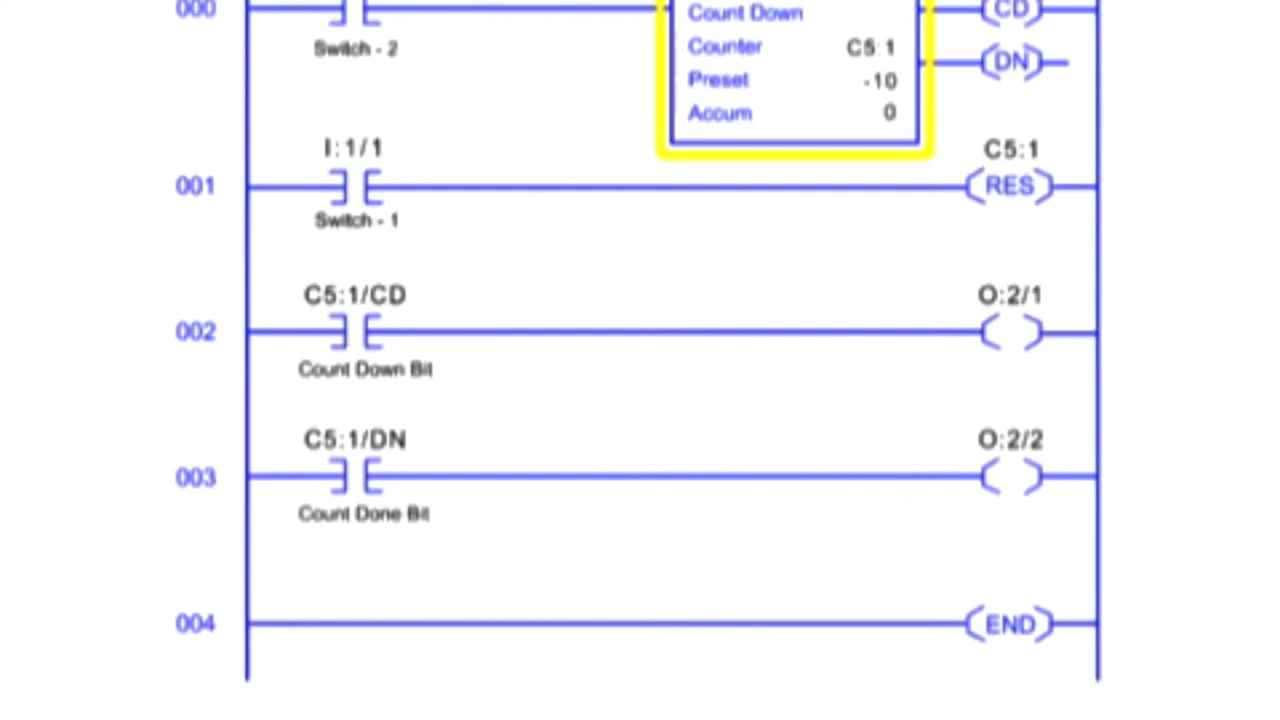 000 Count Down (CD)
Switch - 2 Counter C5:1
Preset -10 (DN)
Accum 0
I:1/1 C5:1
001 (RES)
Switch - 1
C5:1/CD O:2/1
002
Count Down Bit
C5:1/DN O:2/2
003
Count Done Bit
004 (END)